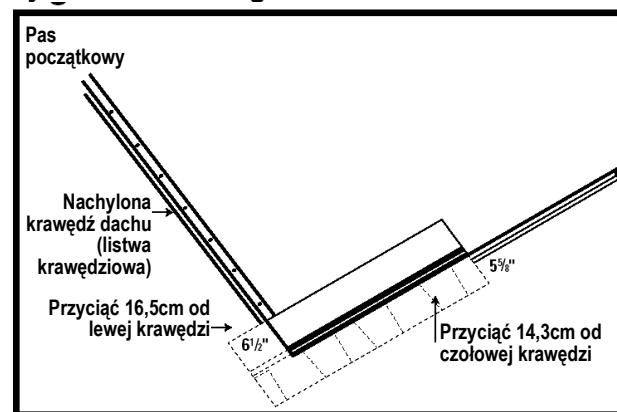 Pas
początkowy
Nachylona
krawędź dachu
(listwa
krawędziowa)
Przyciąć 16,5cm od
lewej krawędzi
6½"
5⅝"
Przyciąć 14,3cm od
czołowej krawędzi